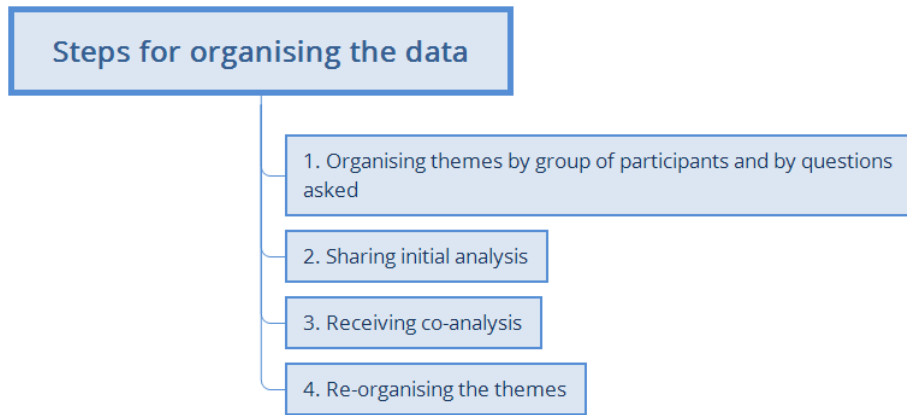 Steps for organising the data
1. Organising themes by group of participants and by questions
asked
2. Sharing initial analysis
3. Receiving co-analysis
4. Re-organising the themes